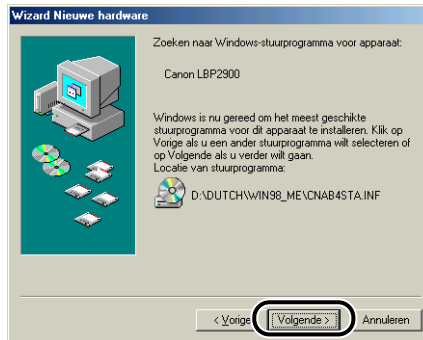 Wizard Nieuwe hardware
Zoeken naar Windows-stuurprogramma voor apparaat:
Canon LBP2900
Windows is nu gereed om het meest geschikte
stuurprogramma voor dit apparaat te installeren. Klik op
Vorige als u een ander stuurprogramma wilt selecteren of
op Volgende als u verder wilt gaan.
Locatie van stuurprogramma:
D:\DUTCH\WIN98_ME\CNAB4STA.INF
< Vorige Volgende > Annuleren